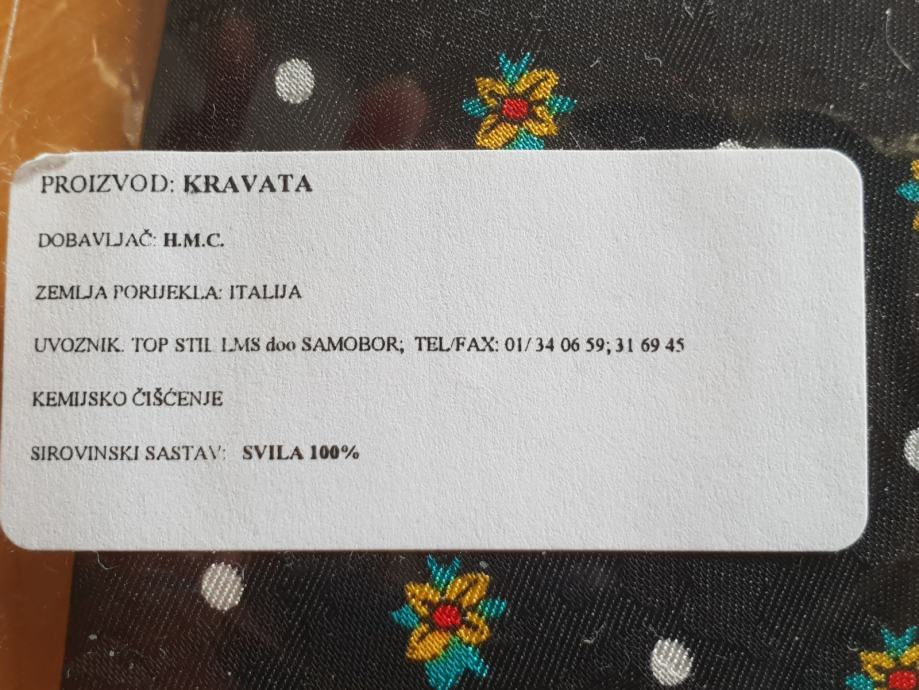 PROIZVOD: KRAVATA
DOBAVLJAČ: H.M.C.
ZEMLJA PORIJEKLA: ITALIJA
UVOZNIK. TOP STIL LMS doo SAMOBOR; TEL/FAX: 01/ 34 06 59; 31 69 45
KEMIJSKO ČIŠĆENJE
SIROVINSKI SASTAV: SVILA 100%